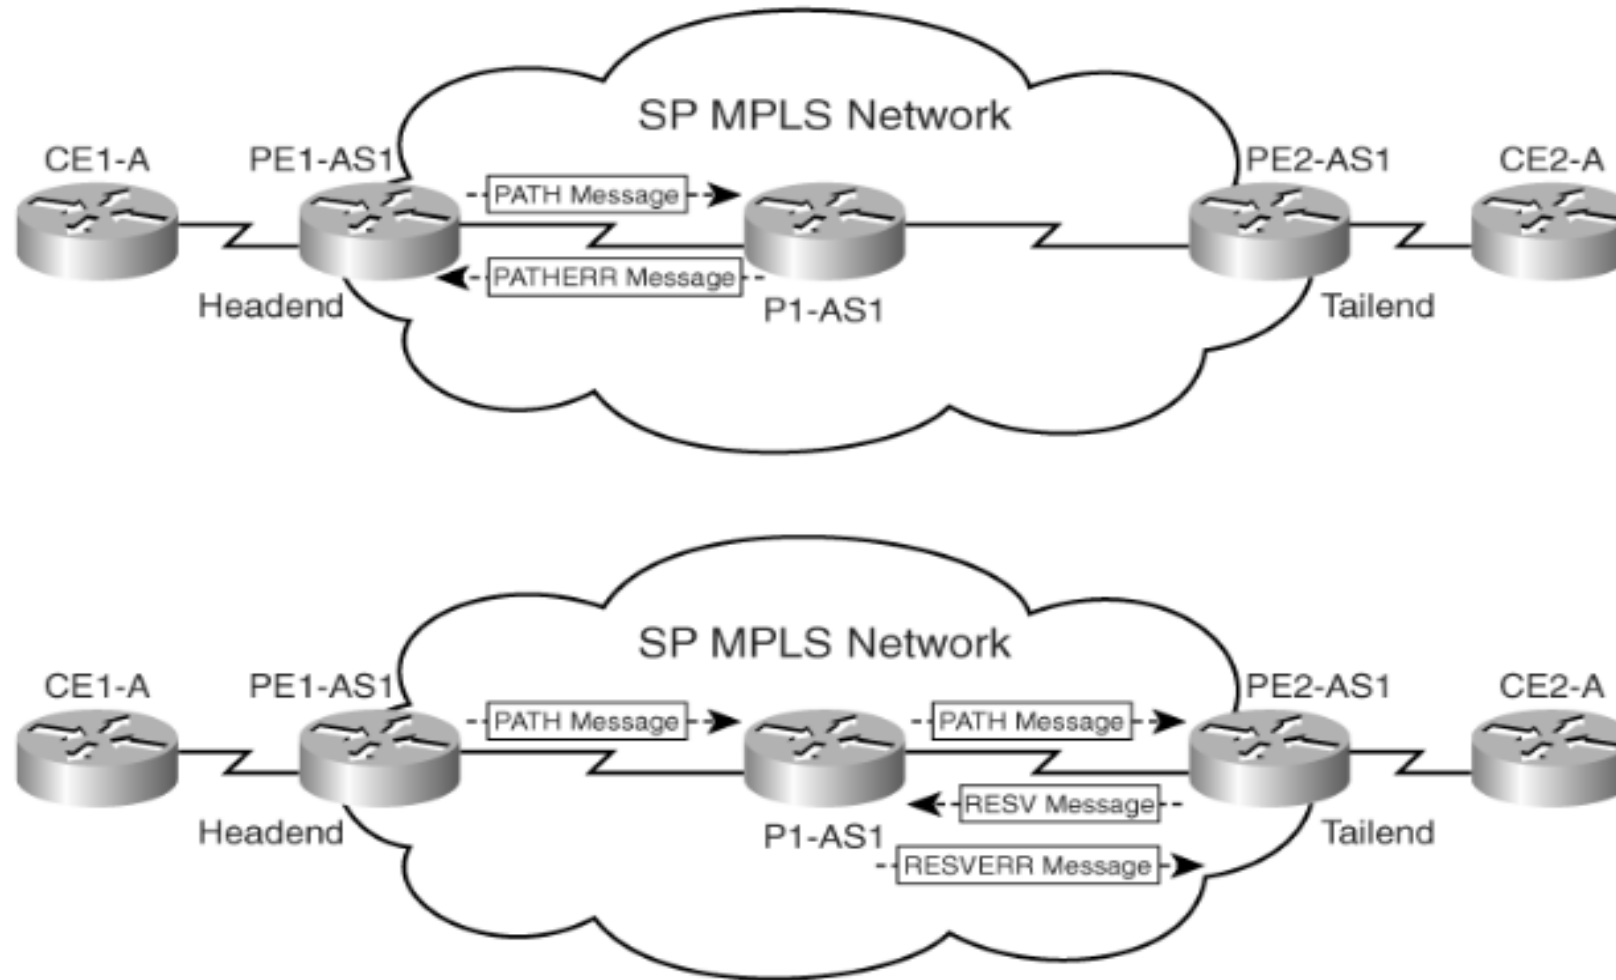 SP MPLS Network
CE1-A
PE1-AS1
PE2-AS1
CE2-A
PATH Message
PATHERR Message
Headend
P1-AS1
Tailend
SP MPLS Network
CE1-A
PE1-AS1
PE2-AS1
CE2-A
PATH Message
PATH Message
RESV Message
Headend
P1-AS1
Tailend
RESVERR Message